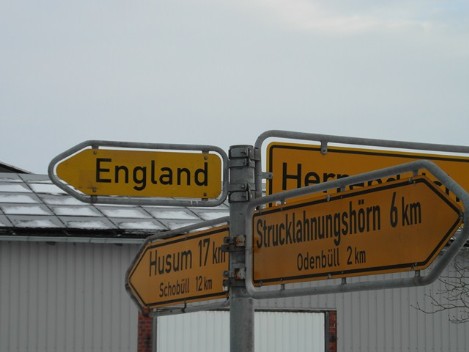 England
Husum 17 km
Schobüll 12 km
Strucklahnungshörn 6 km
Odenbüll 2 km